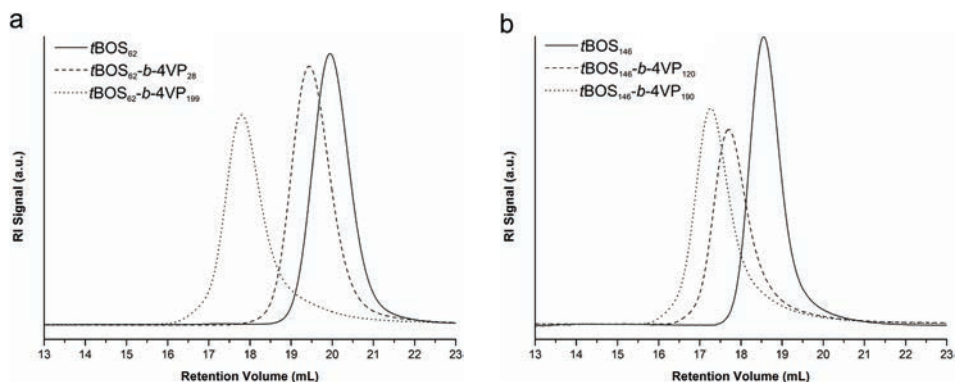 a
tBOS₆₂
tBOS₆₂-b-4VP₂₈
tBOS₆₂-b-4VP₁₉₉
RI Signal (a.u.)
13 14 15 16 17 18 19 20 21 22 23
Retention Volume (mL)
b
tBOS₁₄₆
tBOS₁₄₆-b-4VP₁₂₀
tBOS₁₄₆-b-4VP₁₉₀
RI Signal (a.u.)
13 14 15 16 17 18 19 20 21 22 23
Retention Volume (mL)